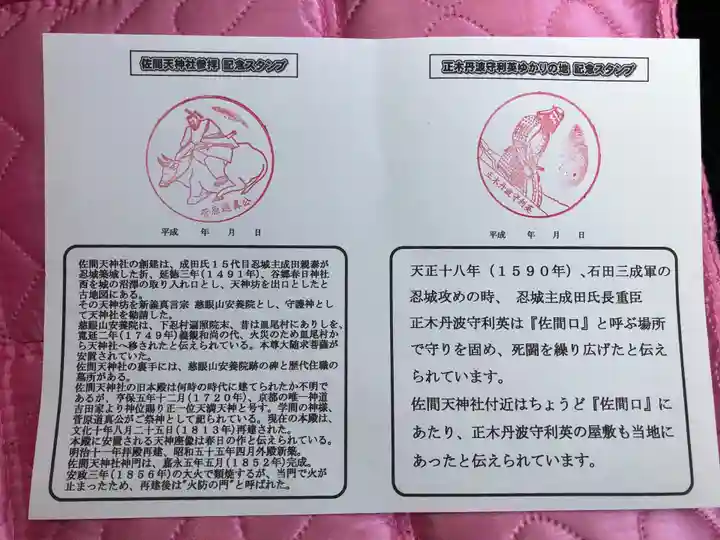 佐間天神社参拝 記念スタンプ
菅原道真公
平成　　年　月　日
佐間天神社の創建は、成田氏15代目忍城主成田親泰が
忍城築城した折、延徳三年(1491年)、谷郷春日神社
西を城の沼澤の取り入れ口とし、天神坊を出口としたと
古地図にある。
その天神坊を新義真言宗 慈眼山安養院とし、守護神とし
て天神社を勧請した。
慈眼山安養院は、下忍村遍照院末、昔は皿尾村にありしを、
寛延二年(1749年)義観和尚の代、火災のため皿尾村か
ら天神社へ移されたと伝えられている。本尊大随求菩薩が
安置されていた。
佐間天神社の裏手には、慈眼山安養院跡の碑と歴代住職の
墓所がある。
佐間天神社の旧本殿は何時の時代に建てられたか不明で
あるが、享保五年十二月(1720年)、京都の唯一神道
吉田家より神位賜り正一位天満天神と号す。学問の神様、
菅原道真公がご祭神として祀られている。現在の本殿は、
文化十年八月二十五日(1813年)再建された。
本殿に安置される天神座像は春日の作と伝えられている。
明治十一年拝殿再建、昭和五十五年四月外殿新築。
佐間天神社神門は、嘉永五年五月(1852年)完成。
安政三年(1856年)の大火で類焼するが、当門で火が
止まったため、再建後は"火防の門"と呼ばれた。
正木丹波守利英ゆかりの地 記念スタンプ
正木丹波守利英
平成　　年　月　日
天正十八年(1590年)、石田三成軍の
忍城攻めの時、 忍城主成田氏長重臣
正木丹波守利英は『佐間口』と呼ぶ場所
で守りを固め、死闘を繰り広げたと伝え
られています。
佐間天神社付近はちょうど『佐間口』に
あたり、正木丹波守利英の屋敷も当地に
あったと伝えられています。